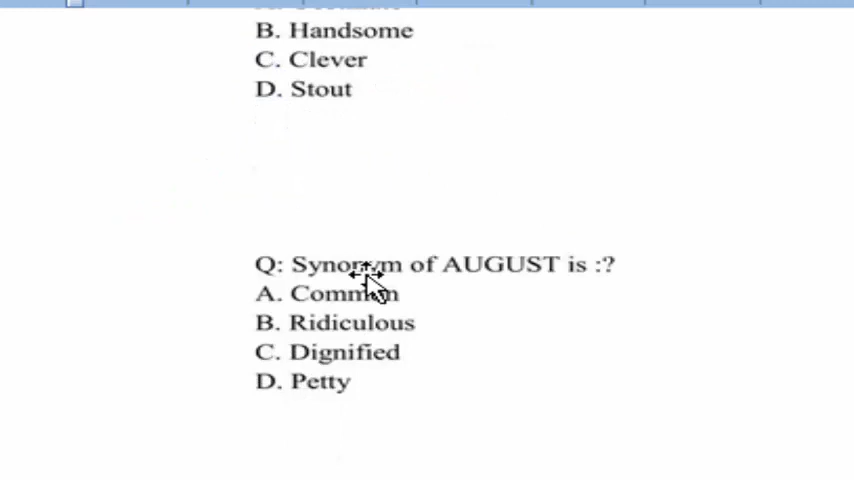 B. Handsome
C. Clever
D. Stout
Q: Synonym of AUGUST is :?
A. Common
B. Ridiculous
C. Dignified
D. Petty